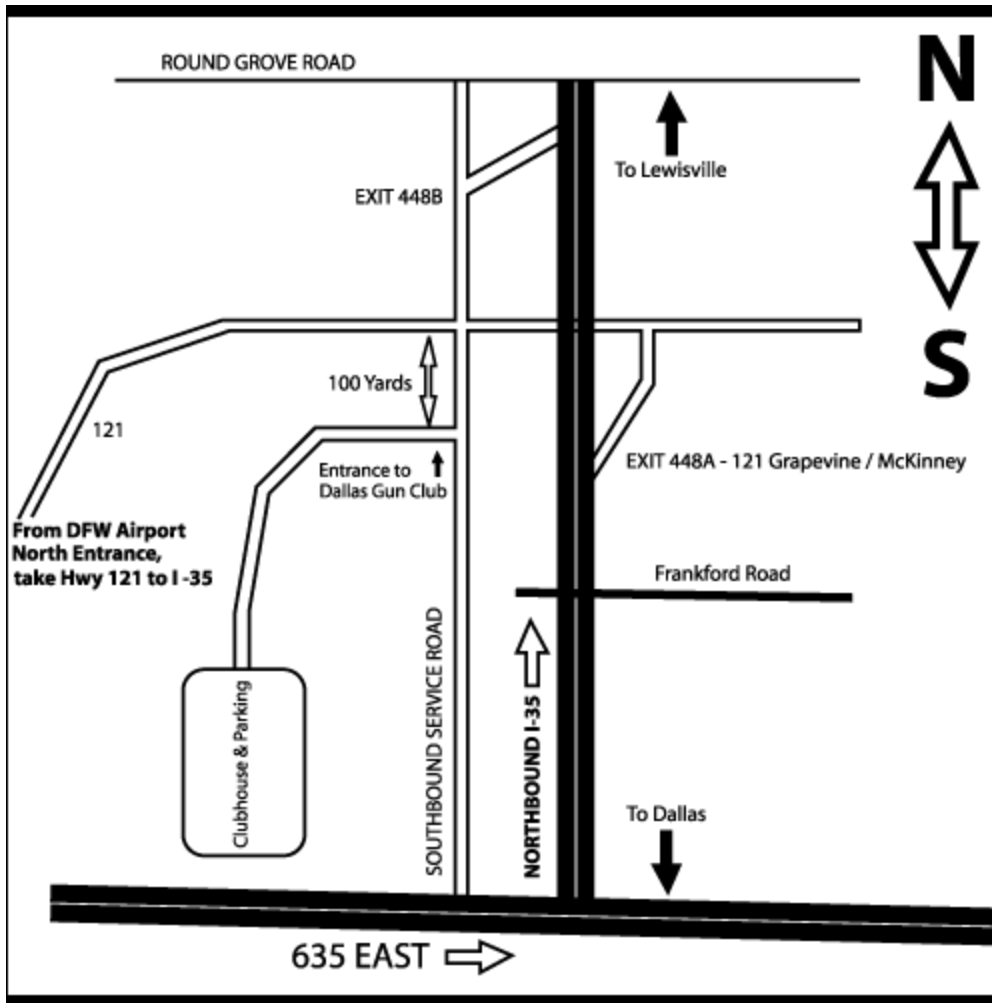 ROUND GROVE ROAD
N
To Lewisville
EXIT 448B
S
100 Yards
121
EXIT 448A - 121 Grapevine / McKinney
Entrance to
Dallas Gun Club
From DFW Airport
North Entrance,
take Hwy 121 to I -35
Frankford Road
SOUTHBOUND SERVICE ROAD
NORTHBOUND I-35
Clubhouse & Parking
To Dallas
635 EAST